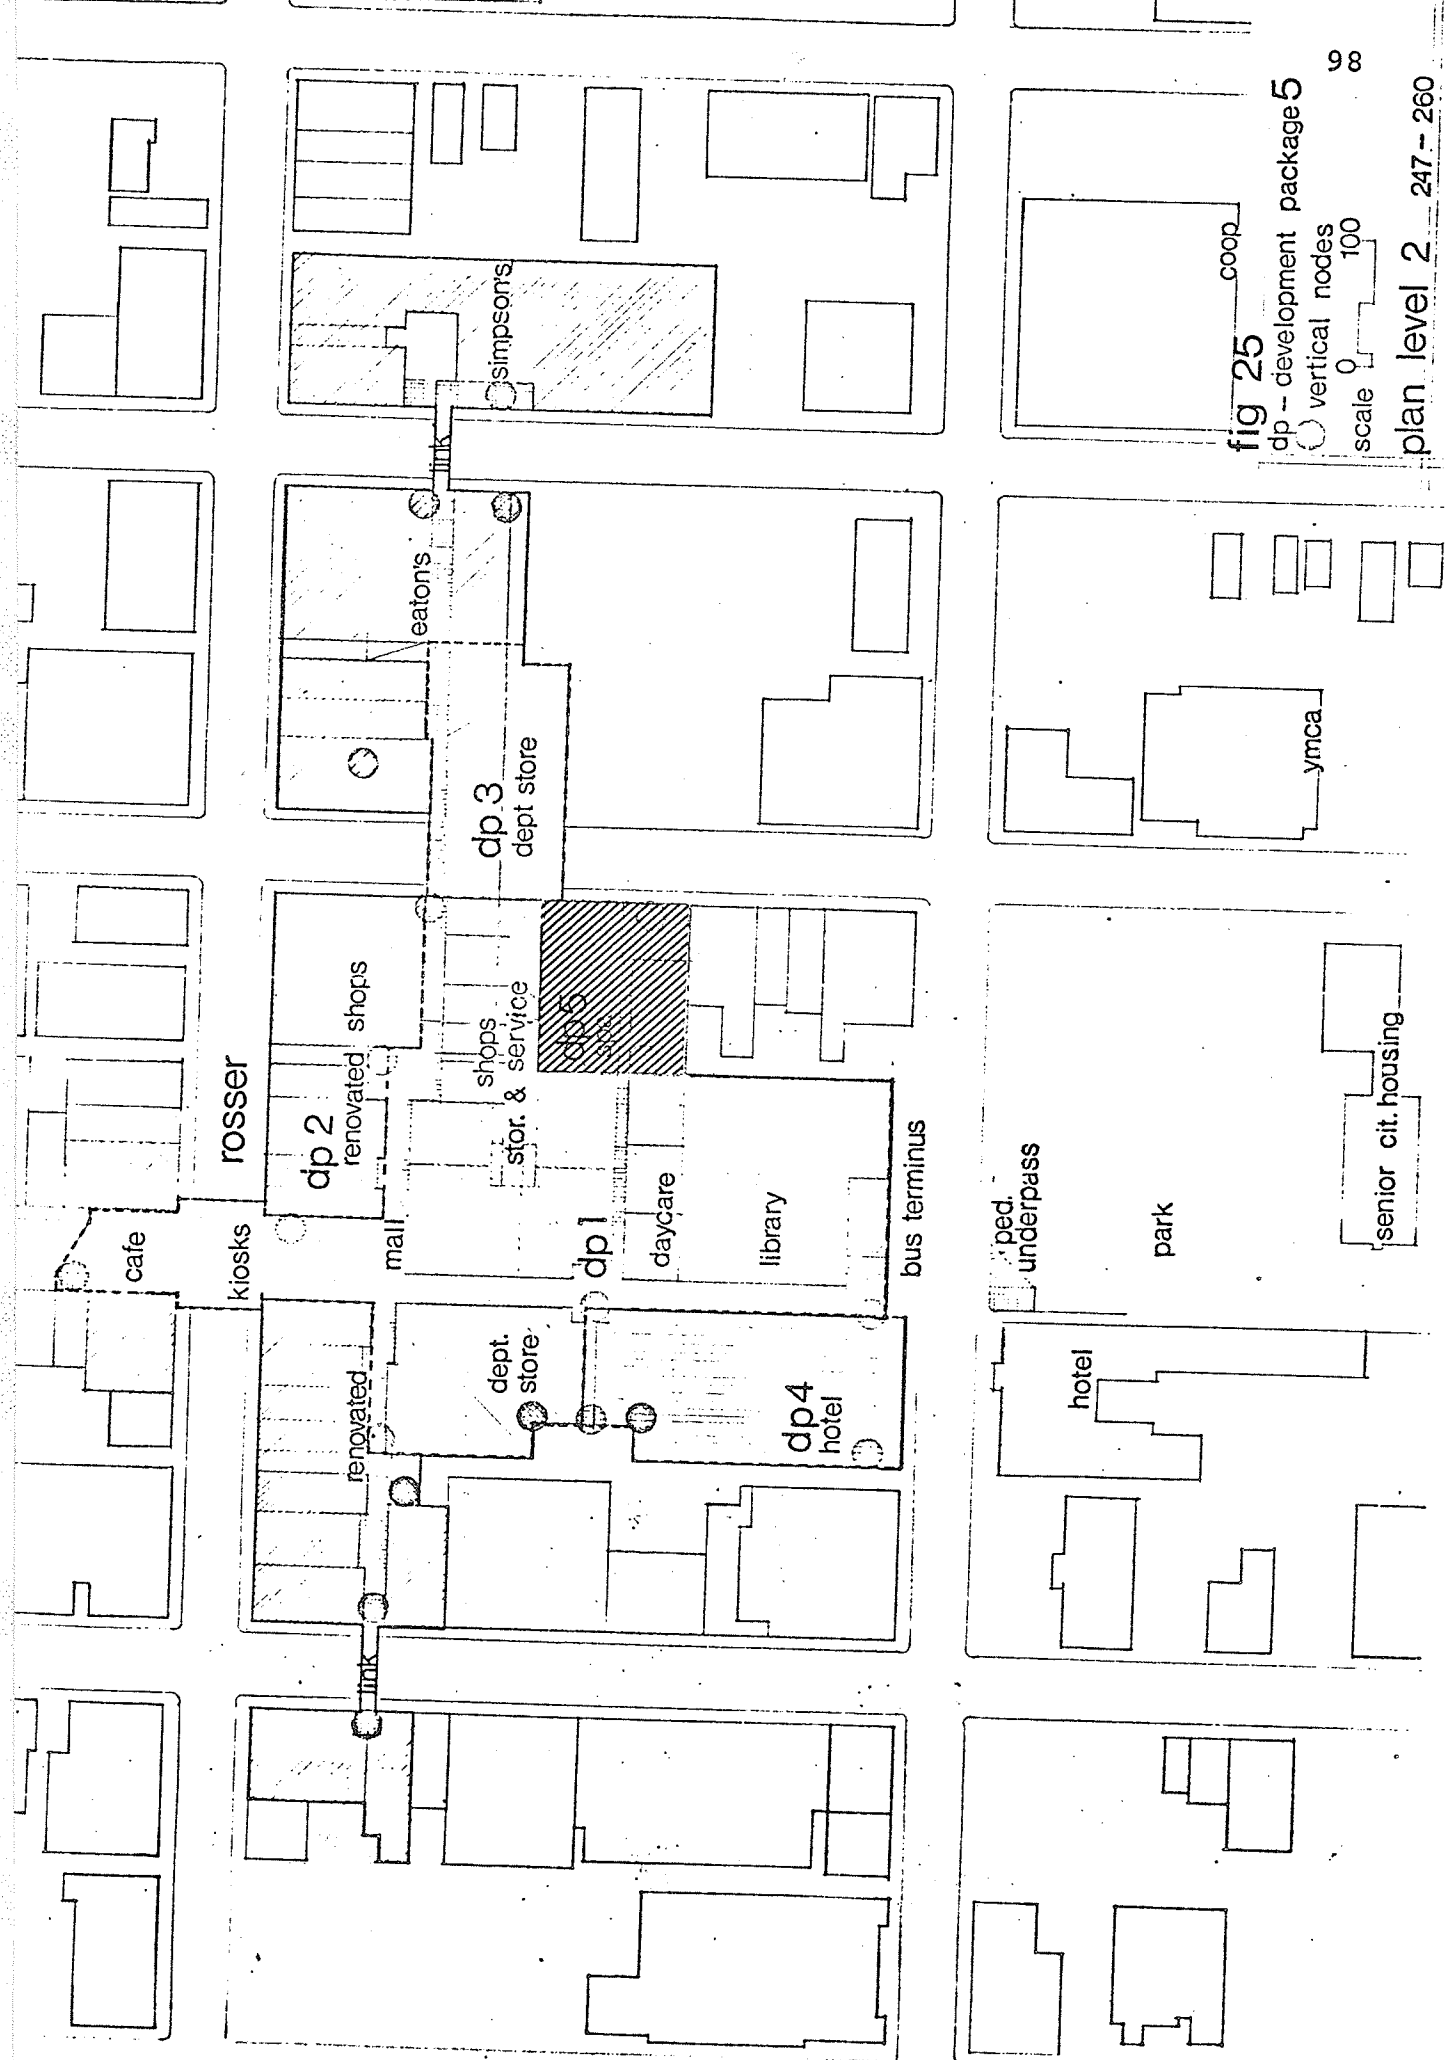 cafe
rosser
kiosks
dp 2
renovated shops
renovated
mall
link
link
eaton's
simpson's
dp 3
dept store
shops
stor. & service
dept.
store
dp 5
dp 1
daycare
library
dp4
hotel
bus terminus
ped.
underpass
park
hotel
ymca
coop
senior cit. housing
98
fig 25
dp – development package 5
vertical nodes
scale 0 100
plan level 2 247 – 260